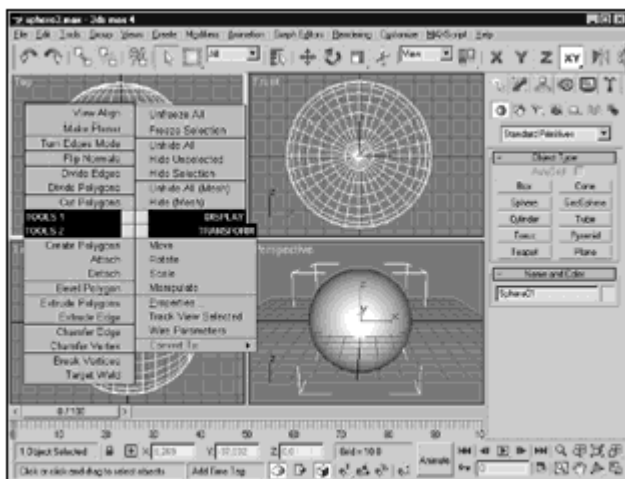 sphere3.max - 3ds max 4
File Edit Tools Group Views Create Modifiers Animation Graph Editors Rendering Customize MAXScript Help
All View X Y Z XY
Top
Front
View Align
Make Planar
Turn Edges Mode
Flip Normals
Divide Edges
Divide Polygons
Cut Polygons
TOOLS 1
TOOLS 2
Create Polygon
Attach
Detach
Bevel Polygon
Extrude Polygons
Extrude Edge
Chamfer Edge
Chamfer Vertex
Break Vertices
Target Weld
Unfreeze All
Freeze Selection
Unhide All
Hide Unselected
Hide Selection
Unhide All (Mesh)
Hide (Mesh)
DISPLAY
TRANSFORM
Move
Rotate
Scale
Manipulate
Properties...
Track View Selected
Wire Parameters
Convert To:
Perspective
z
y
x
Standard Primitives
- Object Type
AutoGrid
Box Cone
Sphere GeoSphere
Cylinder Tube
Torus Pyramid
Teapot Plane
- Name and Color
Sphere01
0 / 100
0 10 20 30 40 50 60 70 80 90
1 Object Selected X: Y: Z: Grid = 10.0
Click or click-and-drag to select objects Add Time Tag
Animate
0